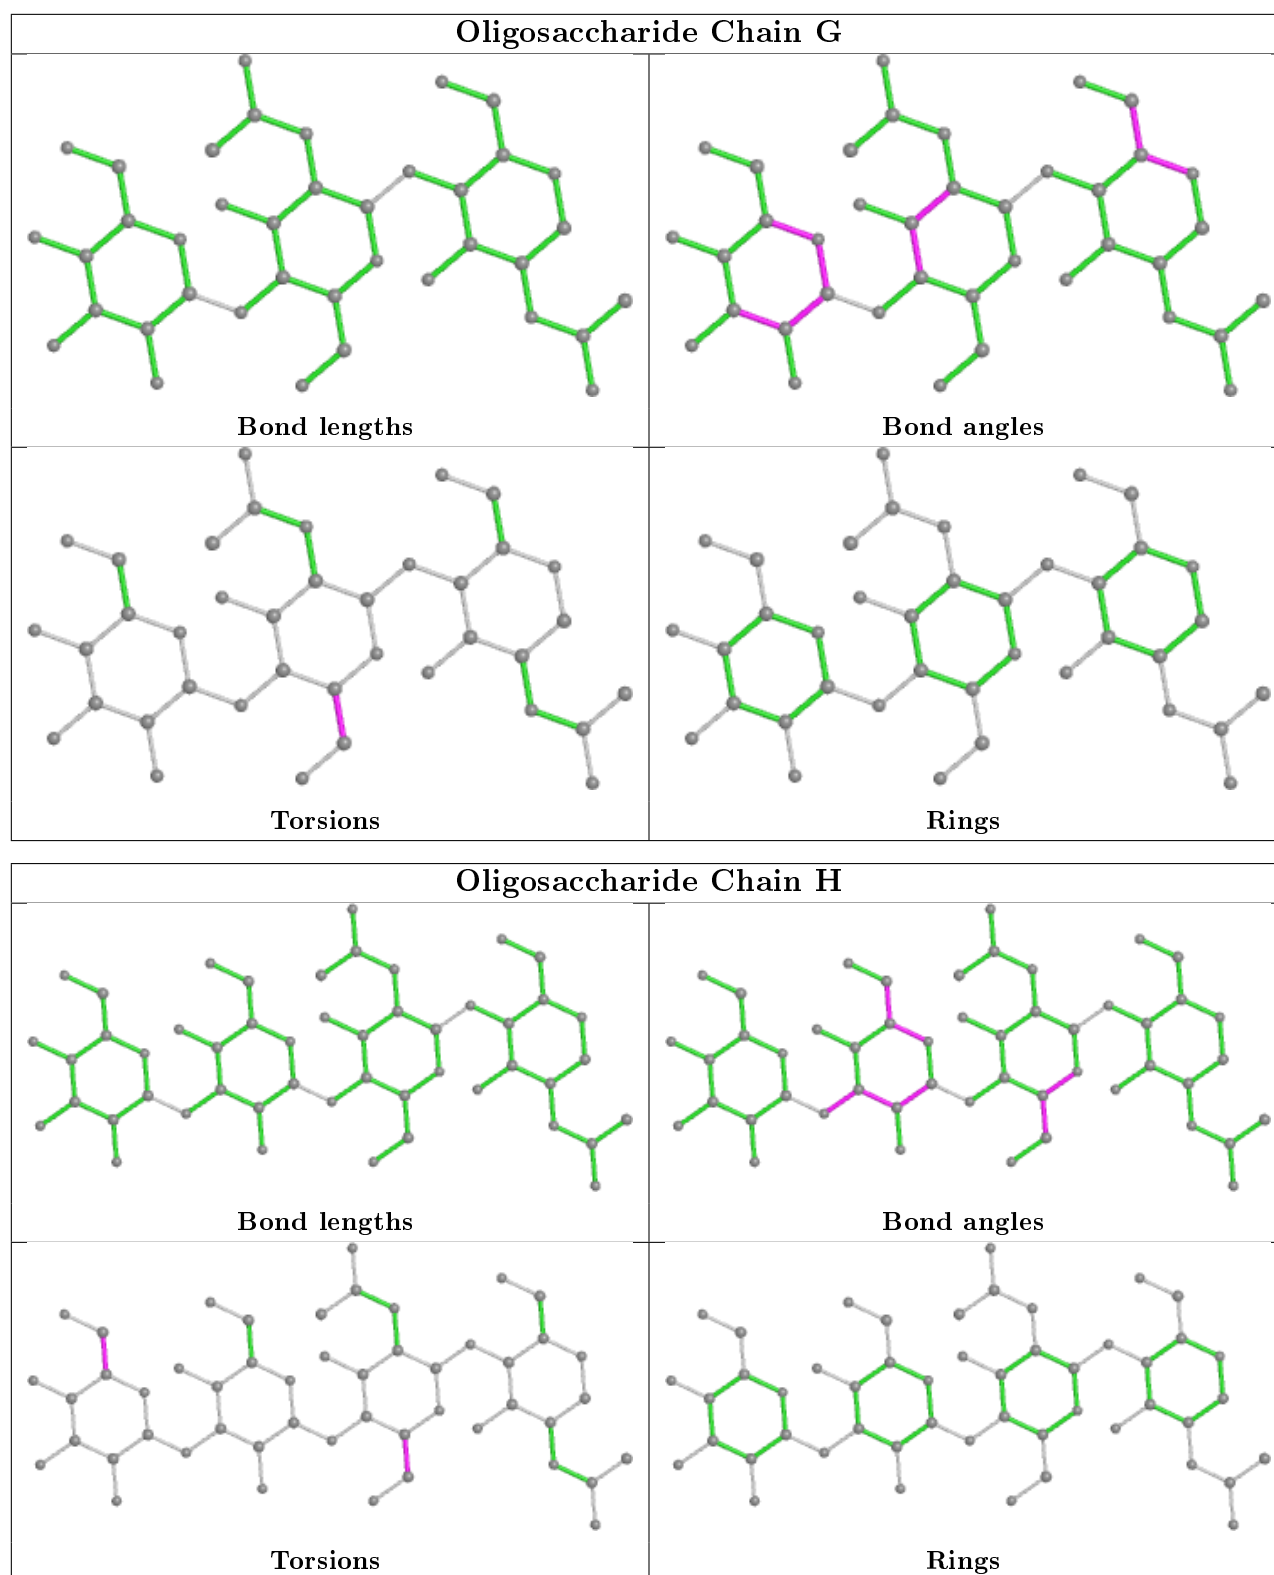 Oligosaccharide Chain G
Bond lengths
Bond angles
Torsions
Rings
Oligosaccharide Chain H
Bond lengths
Bond angles
Torsions
Rings